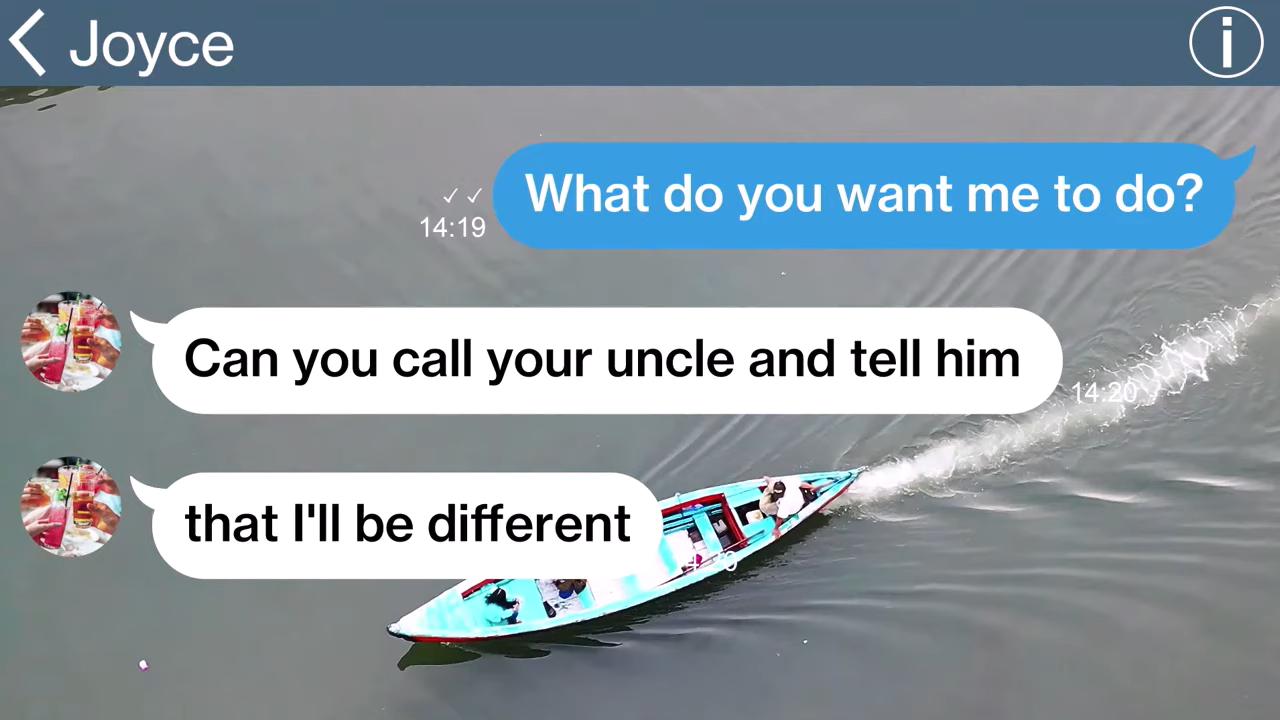 Joyce
What do you want me to do?
14:19
Can you call your uncle and tell him
14:20
that I'll be different